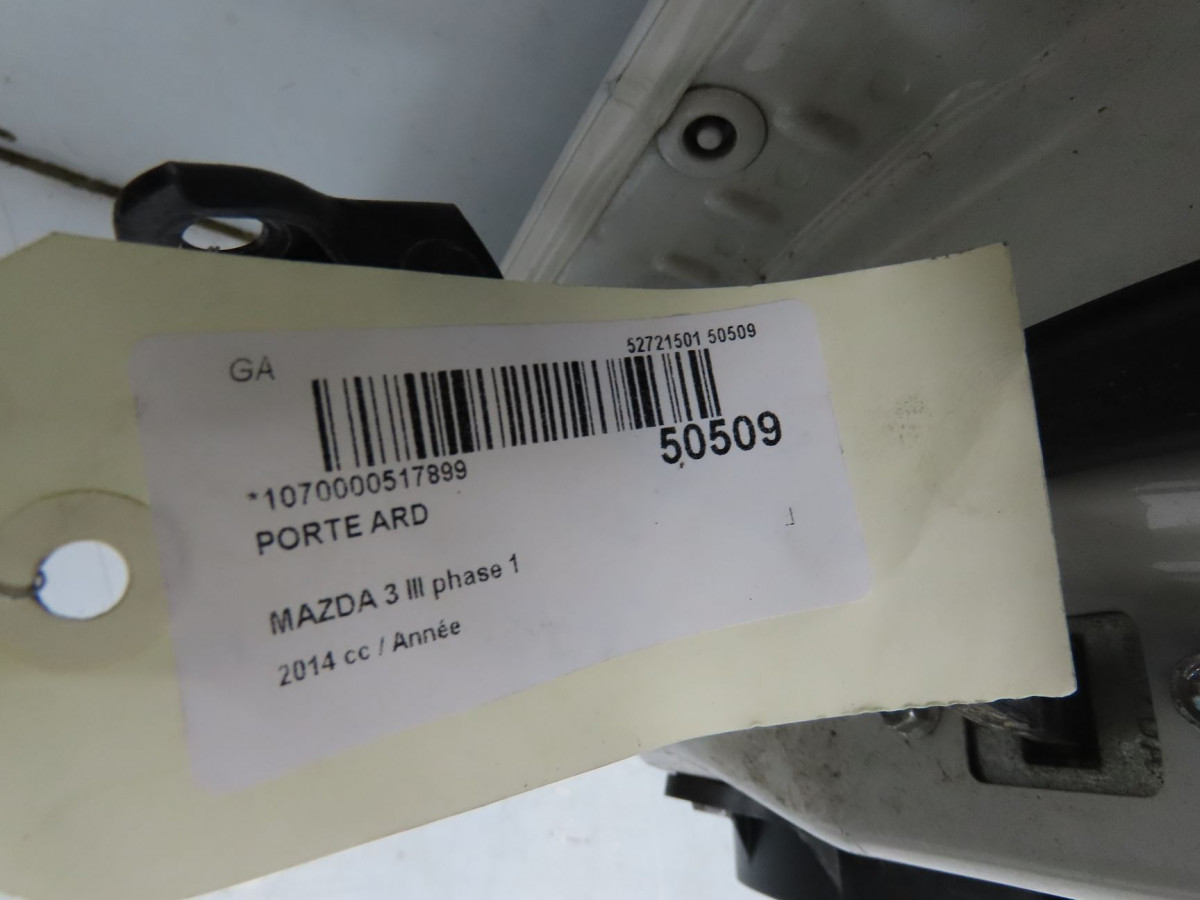 GA
52721501 50509
50509
*1070000517899
PORTE ARD
MAZDA 3 III phase 1
2014 cc / Année